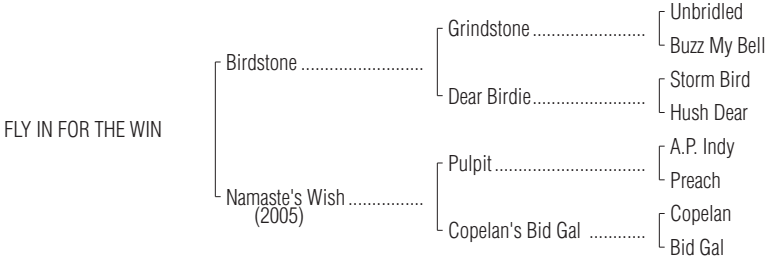 Unbridled
Grindstone..........................
Buzz My Bell
Birdstone ............................
Storm Bird
Dear Birdie..........................
Hush Dear
FLY IN FOR THE WIN
A.P. Indy
Pulpit...................................
Preach
Namaste's Wish .................
(2005)
Copelan
Copelan's Bid Gal .............
Bid Gal